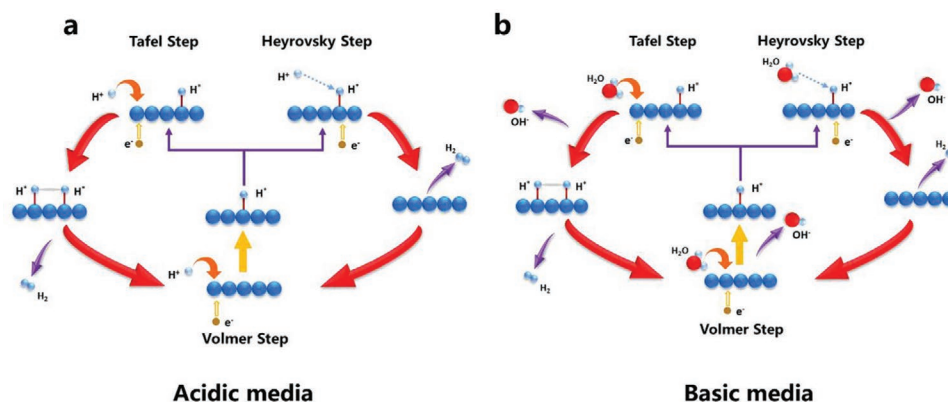 a
Tafel Step
Heyrovsky Step
H⁺
H*
H⁺
H*
e⁻
e⁻
H₂
H*
H*
H*
H₂
H⁺
e⁻
Volmer Step
Acidic media
b
Tafel Step
Heyrovsky Step
H₂O
H*
H₂O
H*
OH⁻
OH⁻
e⁻
e⁻
H₂
H*
H*
H*
OH⁻
H₂
H₂O
e⁻
Volmer Step
Basic media